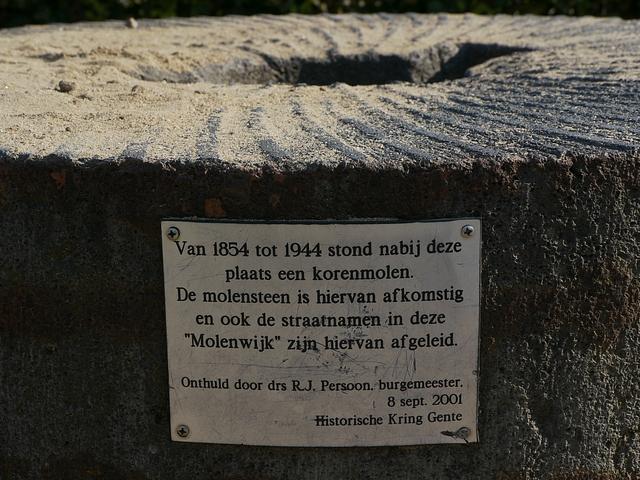 Van 1854 tot 1944 stond nabij deze
plaats een korenmolen.
De molensteen is hiervan afkomstig
en ook de straatnamen in deze
"Molenwijk" zijn hiervan afgeleid.
Onthuld door drs R.J. Persoon, burgemeester.
8 sept. 2001
Historische Kring Gente